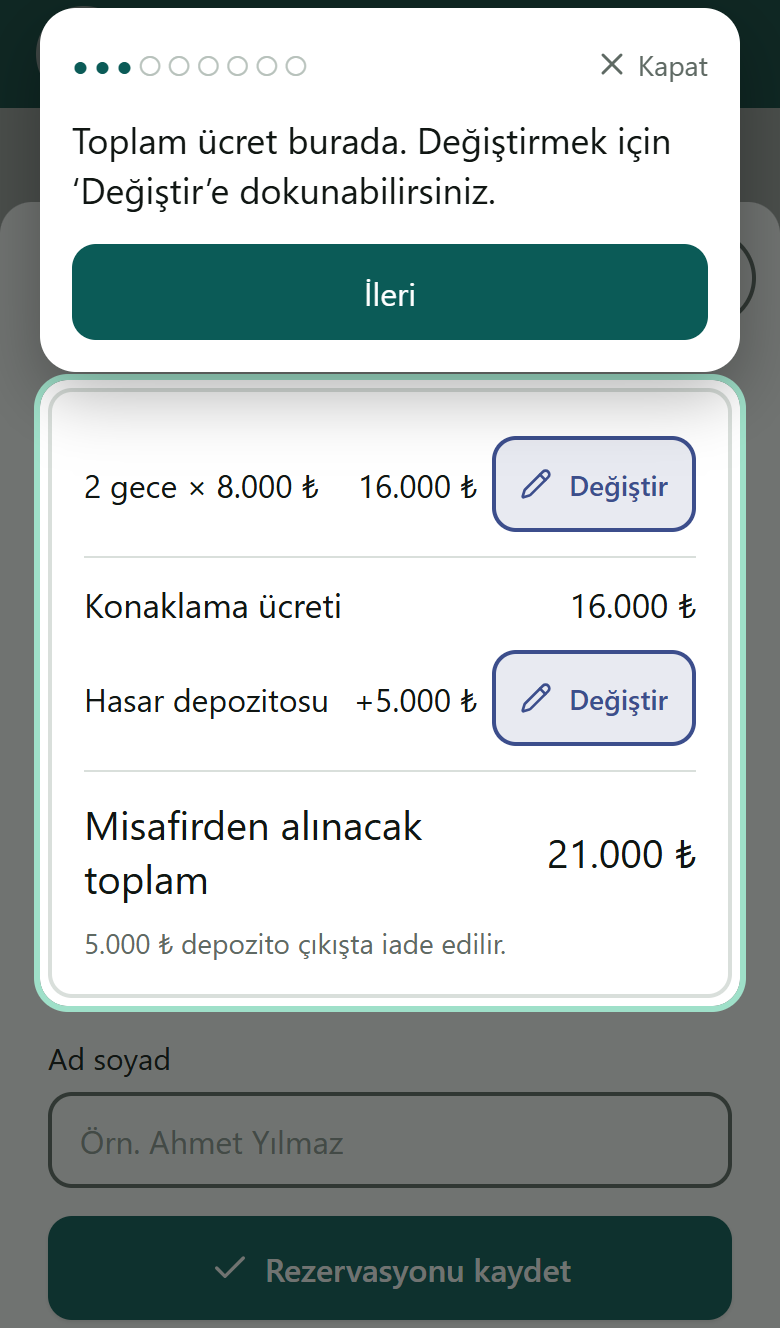 Kapat
Toplam ücret burada. Değiştirmek için
‘Değiştir’e dokunabilirsiniz.
İleri
2 gece × 8.000 ₺ 16.000 ₺ Değiştir
Konaklama ücreti 16.000 ₺
Hasar depozitosu +5.000 ₺ Değiştir
Misafirden alınacak
toplam 21.000 ₺
5.000 ₺ depozito çıkışta iade edilir.
Ad soyad
Örn. Ahmet Yılmaz
Rezervasyonu kaydet